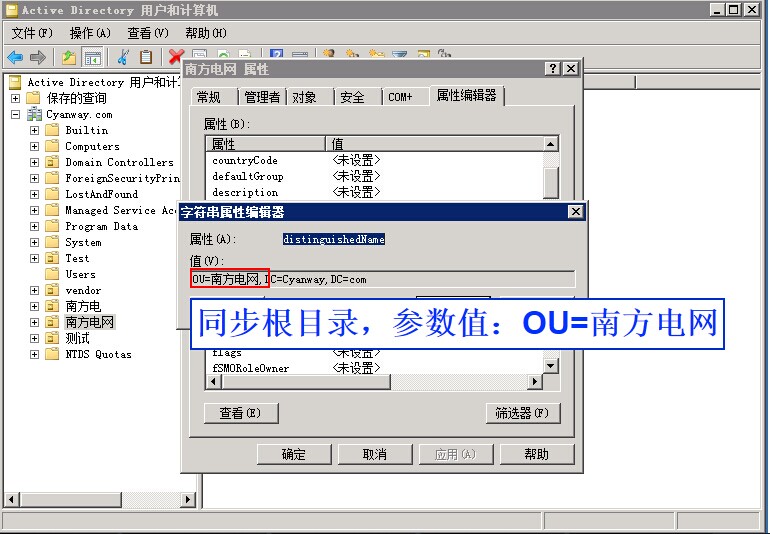 Active Directory 用户和计算机
文件(F) 操作(A) 查看(V) 帮助(H)
Active Directory 用户和计
保存的查询
Cyanway.com
Builtin
Computers
Domain Controllers
ForeignSecurityPrin
LostAndFound
Managed Service Acc
Program Data
System
Test
Users
vendor
南方电
南方电网
测试
NTDS Quotas
南方电网 属性
常规 管理者 对象 安全 COM+ 属性编辑器
属性(B):
属性 值
countryCode <未设置>
defaultGroup <未设置>
description <未设置>
字符串属性编辑器
属性(A): distinguishedName
值(V):
OU=南方电网,DC=Cyanway,DC=com
同步根目录，参数值：OU=南方电网
flags <未设置>
fSMORoleOwner <未设置>
查看(E) 筛选器(F)
确定 取消 应用(A) 帮助